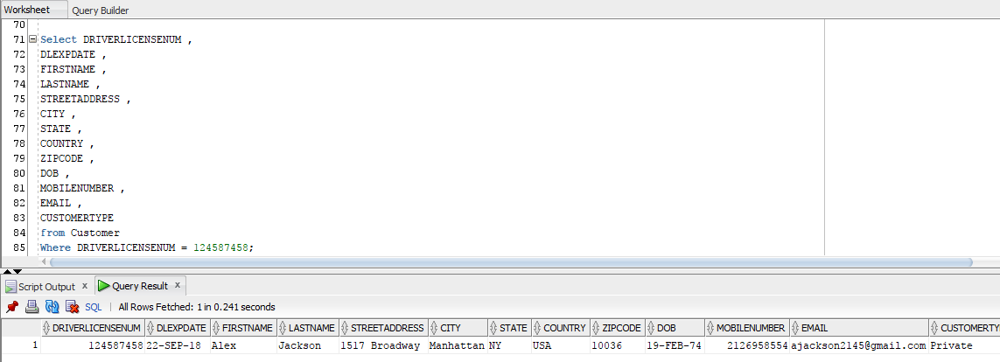 Worksheet Query Builder
70
71 Select DRIVERLICENSENUM ,
72 DLEXPDATE ,
73 FIRSTNAME ,
74 LASTNAME ,
75 STREETADDRESS ,
76 CITY ,
77 STATE ,
78 COUNTRY ,
79 ZIPCODE ,
80 DOB ,
81 MOBILENUMBER ,
82 EMAIL ,
83 CUSTOMERTYPE
84 from Customer
85 Where DRIVERLICENSENUM = 124587458;
Script Output x Query Result x
SQL | All Rows Fetched: 1 in 0.241 seconds
DRIVERLICENSENUM DLEXPDATE FIRSTNAME LASTNAME STREETADDRESS CITY STATE COUNTRY ZIPCODE DOB MOBILENUMBER EMAIL CUSTOMERTY
1 124587458 22-SEP-18 Alex Jackson 1517 Broadway Manhattan NY USA 10036 19-FEB-74 2126958554 ajackson2145@gmail.com Private